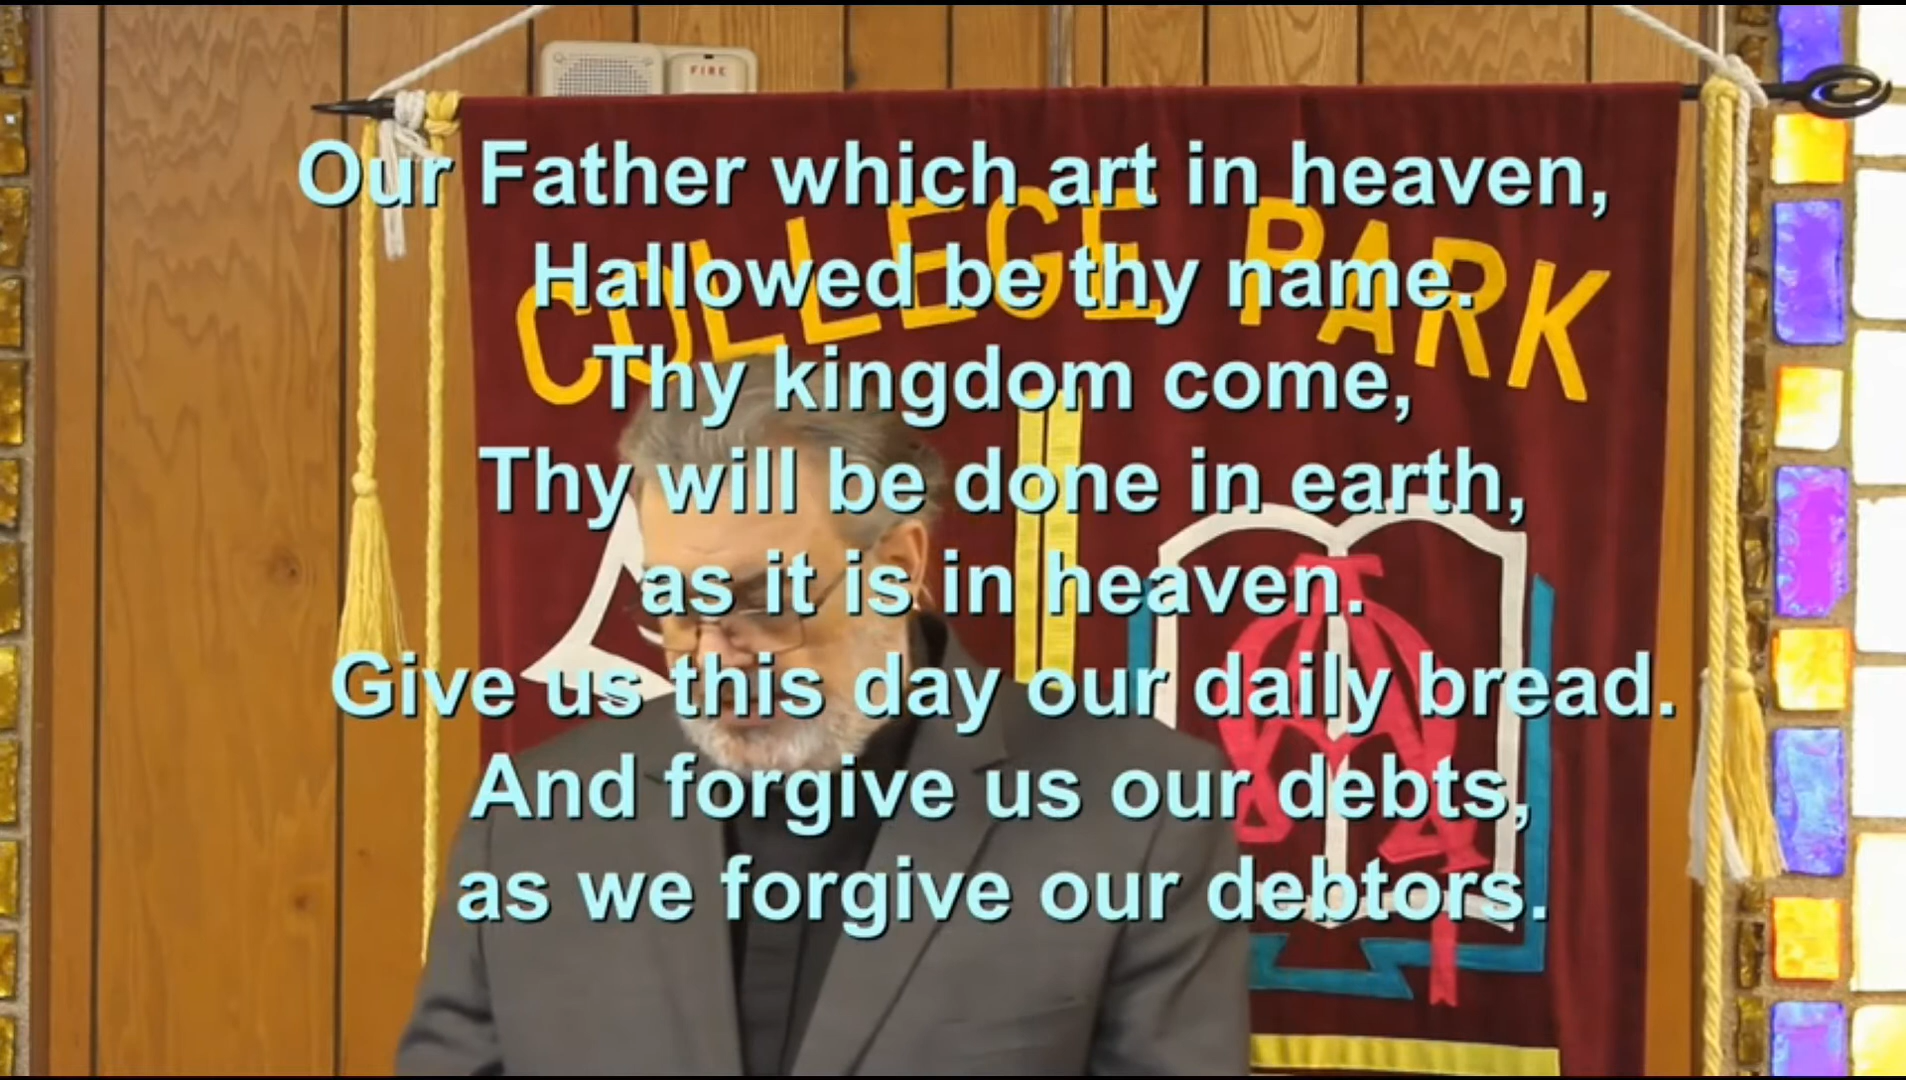 FIRE
COLLEGE PARK
Our Father which art in heaven,
Hallowed be thy name.
Thy kingdom come,
Thy will be done in earth,
as it is in heaven.
Give us this day our daily bread.
And forgive us our debts,
as we forgive our debtors.